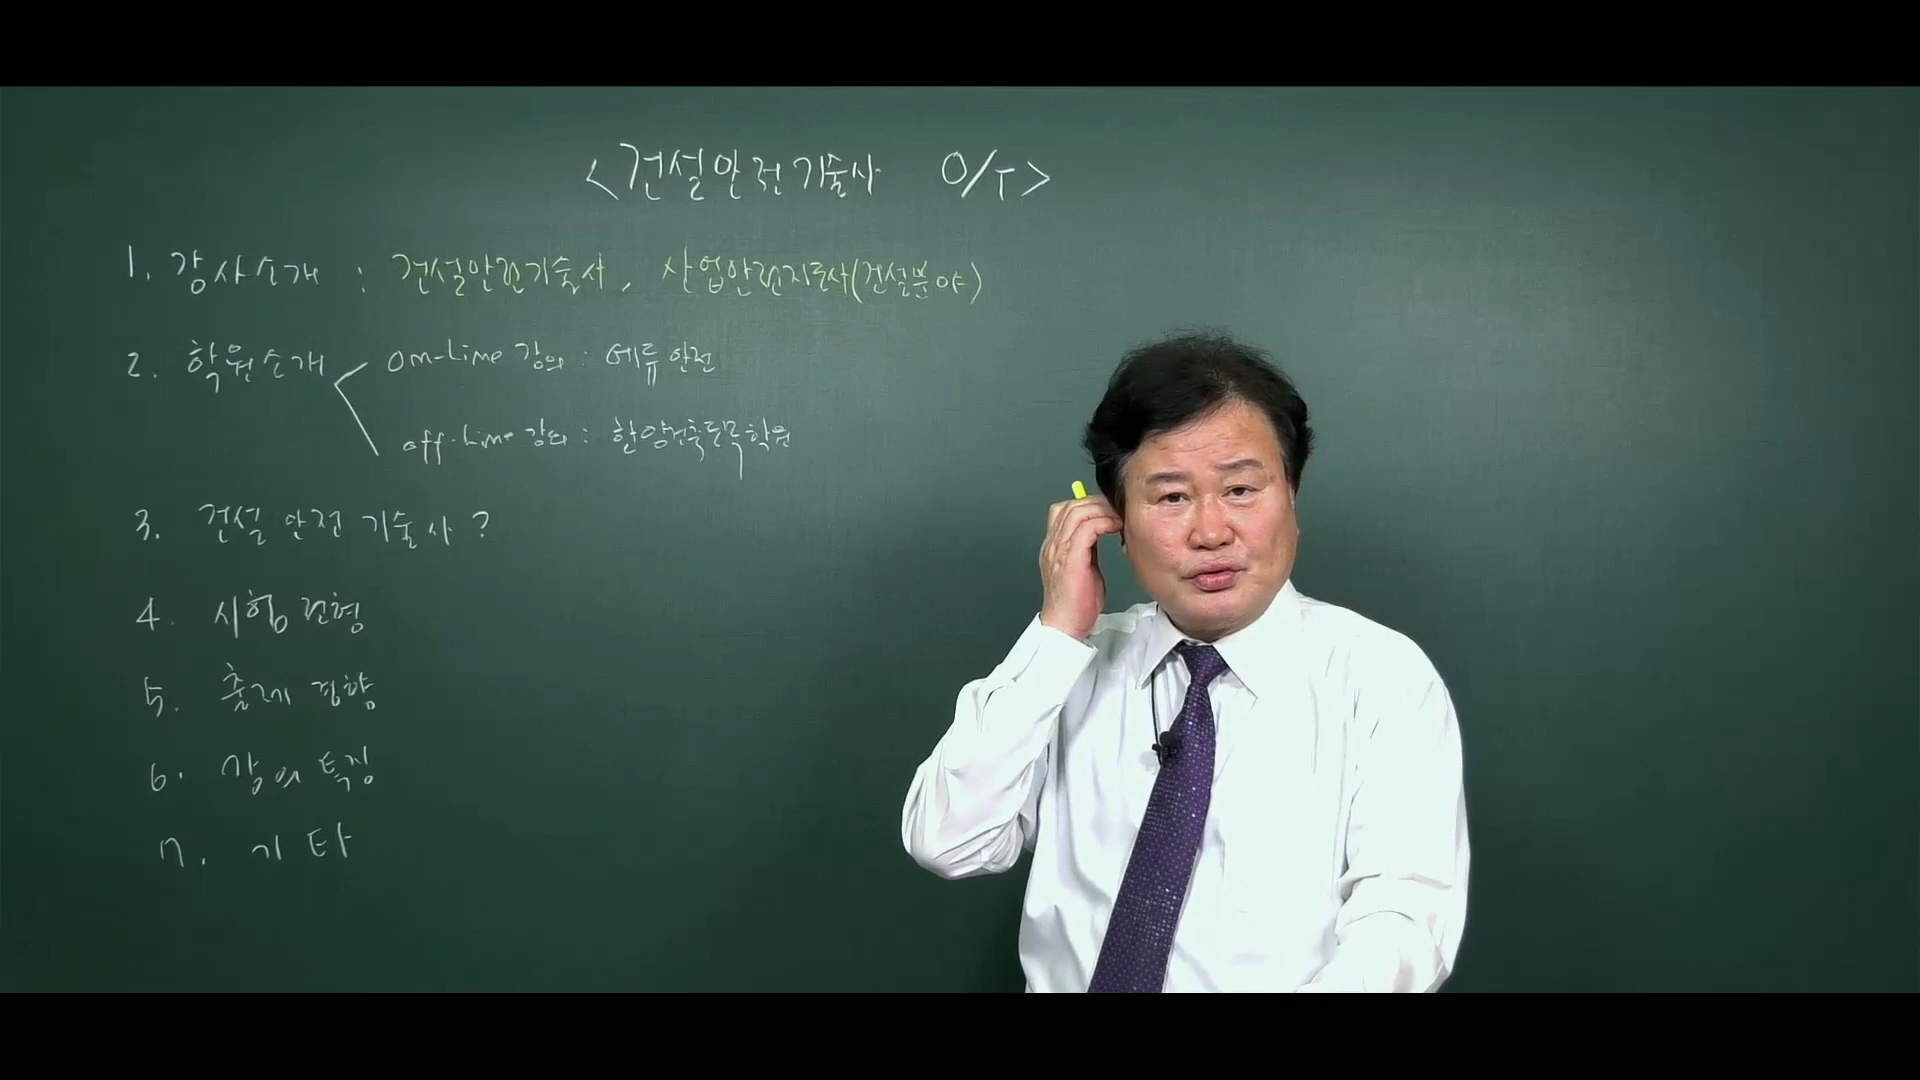 <건설안전기술사 O/T>
1. 강사소개 : 건설안전기술사, 산업안전지도사(건설분야)
2. 학원소개
on-Line 강의 : 에듀안전
off-Line 강의 : 한양건축토목학원
3. 건설안전기술사?
4. 시험전형
5. 출제경향
6. 강의특징
7. 기타